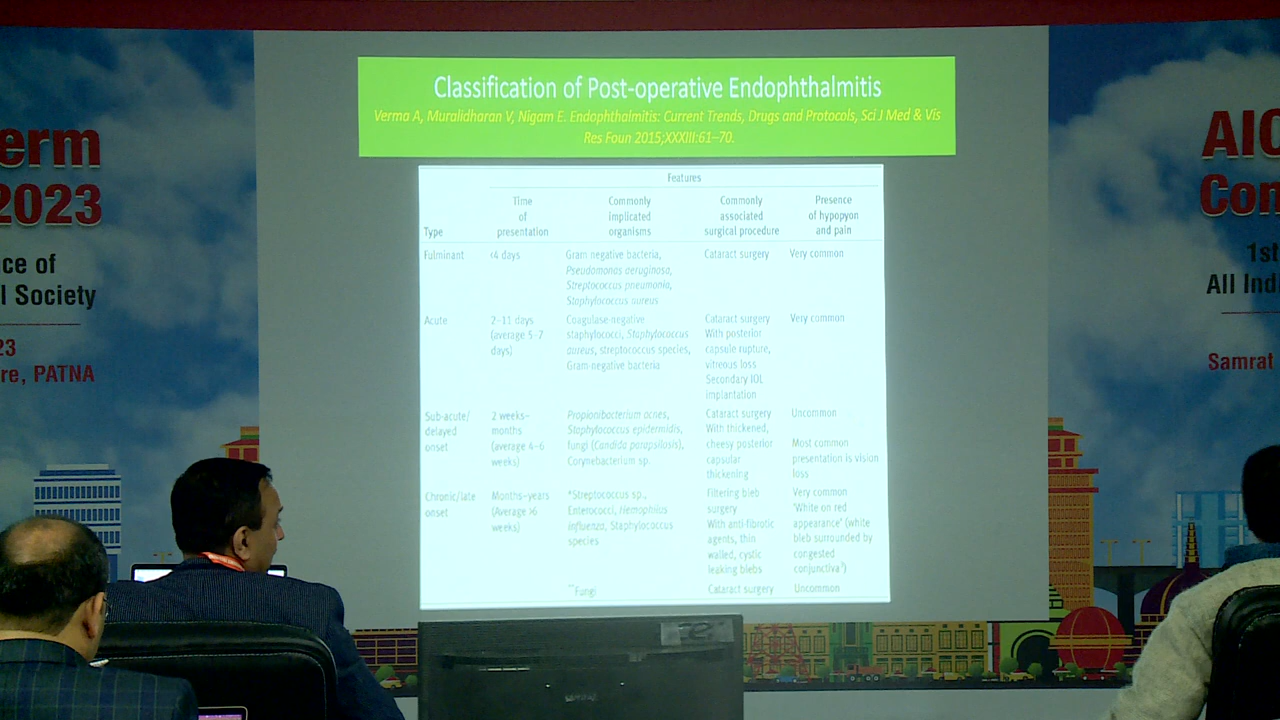 Classification of Post-operative Endophthalmitis
Verma A, Muralidharan V, Nigam E. Endophthalmitis: Current Trends, Drugs and Protocols, Sci J Med & Vis
Res Foun 2015;XXXIII:61–70.
Features
Type
Time
of
presentation
Commonly
implicated
organisms
Commonly
associated
surgical procedure
Presence
of hypopyon
and pain
Fulminant
<4 days
Gram negative bacteria,
Pseudomonas aeruginosa,
Streptococcus pneumonia,
Staphylococcus aureus
Cataract surgery
Very common
Acute
2–11 days
(average 5–7
days)
Coagulase-negative
staphylococci, Staphylococcus
aureus, streptococcus species,
Gram negative bacteria
Cataract surgery
With posterior
capsule rupture,
vitreous loss
Secondary IOL
implantation
Very common
Sub-acute/
delayed
onset
2 weeks–
months
(average 4–6
weeks)
Propionibacterium acnes,
Staphylococcus epidermidis,
fungi (Candida parapsilosis),
Corynebacterium sp.
Cataract surgery
With thickened,
cheesy posterior
capsular
thickening
Uncommon
Most common
presentation is vision
loss
Chronic/late
onset
Months–years
(Average >6
weeks)
*Streptococcus sp.,
Enterococci, Hemophilus
influenza, Staphylococcus
species
Filtering bleb
surgery
With anti-fibrotic
agents, thin
walled, cystic
leaking blebs
Very common
'White on red
appearance' (white
bleb surrounded by
congested
conjunctiva
**Fungi
Cataract surgery
Uncommon
erm
2023
ce of
l Society
23
re, PATNA
AIO
Con
1st
All Ind
Samrat